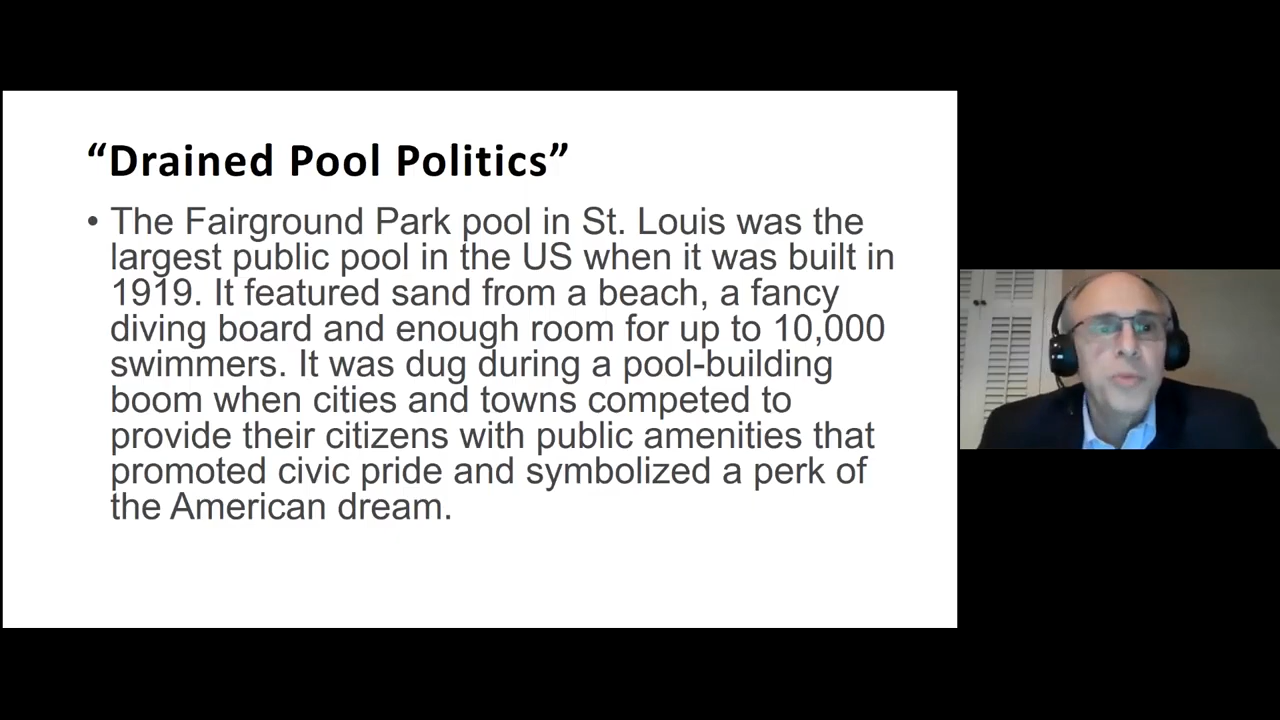 “Drained Pool Politics”
• The Fairground Park pool in St. Louis was the
largest public pool in the US when it was built in
1919. It featured sand from a beach, a fancy
diving board and enough room for up to 10,000
swimmers. It was dug during a pool-building
boom when cities and towns competed to
provide their citizens with public amenities that
promoted civic pride and symbolized a perk of
the American dream.